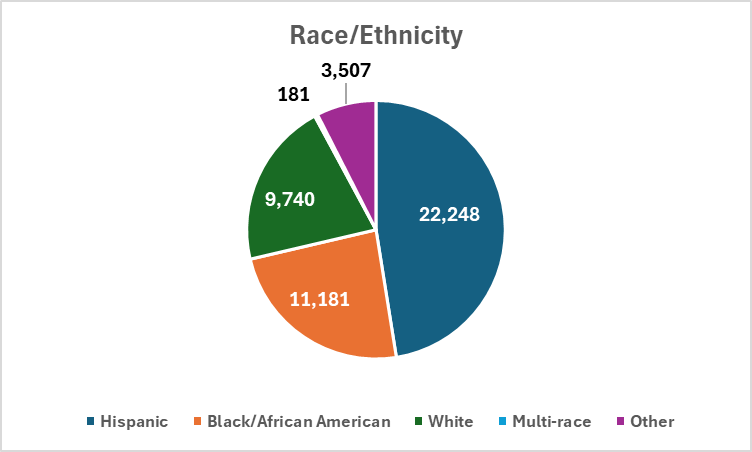 Race/Ethnicity
3,507
181
9,740
22,248
11,181
Hispanic Black/African American White Multi-race Other